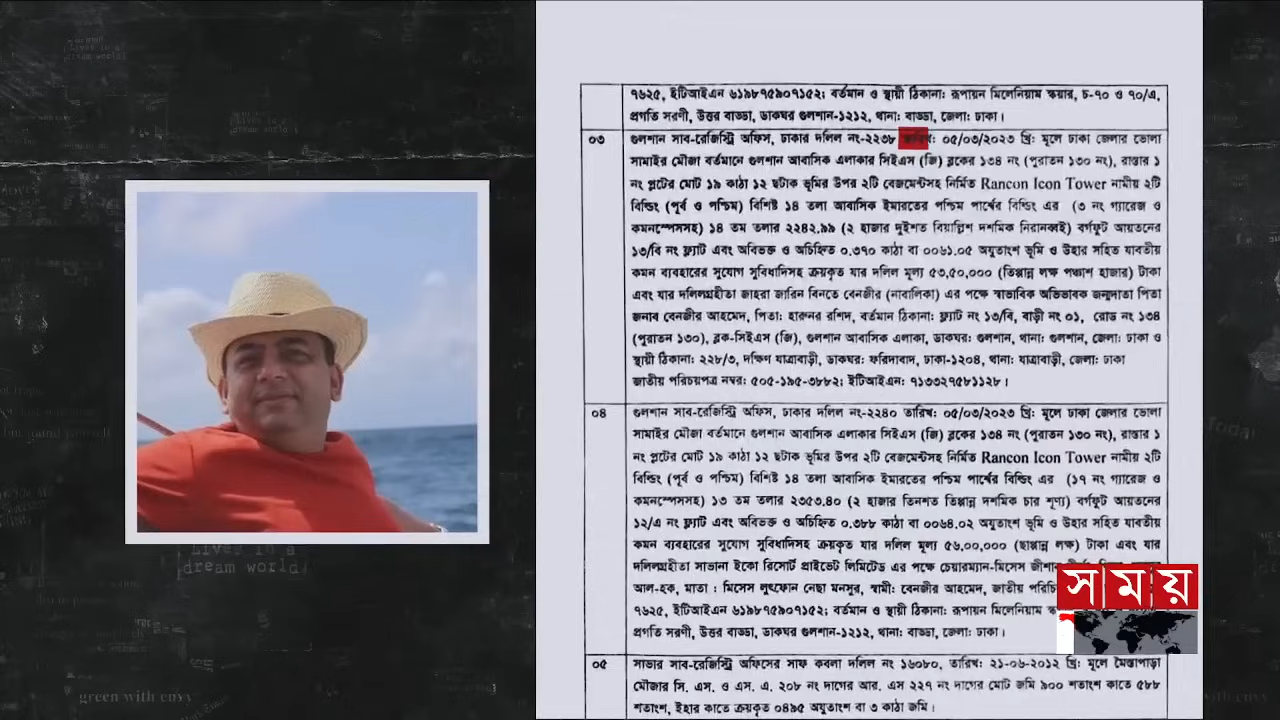 ৭৬২৫, ইটিআইএন ৬১৯৮৭৫৯০৭১৫২; বর্তমান ও স্থায়ী ঠিকানা: রূপায়ন মিলেনিয়াম স্কয়ার, চ-৭০ ও ৭০/এ,
প্রগতি সরণী, উত্তর বাড্ডা, ডাকঘর গুলশান-১২১২, থানা: বাড্ডা, জেলা: ঢাকা।
০৩ গুলশান সাব-রেজিস্ট্রি অফিস, ঢাকার দলিল নং-২২৩৮ তারিখ: ০৫/০৩/২০২৩ খ্রি: মূলে ঢাকা জেলার ভোলা
সামাইর মৌজা বর্তমানে গুলশান আবাসিক এলাকার সিইএস (জি) ব্লকের ১৩৪ নং (পুরাতন ১৩০ নং), রাস্তার ১
নং প্লটের মোট ১৯ কাঠা ১২ ছটাক ভূমির উপর ২টি বেজমেন্টসহ নির্মিত Rancon Icon Tower নামীয় ২টি
বিল্ডিং (পূর্ব ও পশ্চিম) বিশিষ্ট ১৪ তলা আবাসিক ইমারতের পশ্চিম পার্শ্বের বিল্ডিং এর (৩ নং গ্যারেজ ও
কমনস্পেসসহ) ১৪ তম তলার ২২৪২.৯৯ (২ হাজার দুইশত বিয়াল্লিশ দশমিক নিরানব্বই) বর্গফুট আয়তনের
১৩/বি নং ফ্ল্যাট এবং অবিভক্ত ও অচিহ্নিত ০.৩৭০ কাঠা বা ০০৬১.০৫ অযুতাংশ ভূমি ও উহার সহিত যাবতীয়
কমন ব্যবহারের সুযোগ সুবিধাদিসহ ক্রয়কৃত যার দলিল মূল্য ৫৩,৫০,০০০ (তিপ্পান্ন লক্ষ পঞ্চাশ হাজার) টাকা
এবং যার দলিলগ্রহীতা জাহরা জারিন বিনতে বেনজীর (নাবালিকা) এর পক্ষে স্বাভাবিক অভিভাবক জন্মদাতা পিতা
জনাব বেনজীর আহমেদ, পিতা: হারুনর রশিদ, বর্তমান ঠিকানা: ফ্ল্যাট নং ১৩/বি, বাড়ী নং ০১, রোড নং ১৩৪
(পুরাতন ১৩০), ব্লক-সিইএস (জি), গুলশান আবাসিক এলাকা, ডাকঘর: গুলশান, থানা: গুলশান, জেলা: ঢাকা ও
স্থায়ী ঠিকানা: ২২৮/৩, দক্ষিণ যাত্রাবাড়ী, ডাকঘর: ফরিদাবাদ, ঢাকা-১২০৪, থানা: যাত্রাবাড়ী, জেলা: ঢাকা
জাতীয় পরিচয়পত্র নম্বর: ৫০৫-১৯৫-৩৮৮২; ইটিআইএন: ৭১৩৩২৭৫৮১১২৮।
০৪ গুলশান সাব-রেজিস্ট্রি অফিস, ঢাকার দলিল নং-২২৪০ তারিখ: ০৫/০৩/২০২৩ খ্রি: মূলে ঢাকা জেলার ভোলা
সামাইর মৌজা বর্তমানে গুলশান আবাসিক এলাকার সিইএস (জি) ব্লকের ১৩৪ নং (পুরাতন ১৩০ নং), রাস্তার ১
নং প্লটের মোট ১৯ কাঠা ১২ ছটাক ভূমির উপর ২টি বেজমেন্টসহ নির্মিত Rancon Icon Tower নামীয় ২টি
বিল্ডিং (পূর্ব ও পশ্চিম) বিশিষ্ট ১৪ তলা আবাসিক ইমারতের পশ্চিম পার্শ্বের বিল্ডিং এর (১৭ নং গ্যারেজ ও
কমনস্পেসসহ) ১৩ তম তলার ২৩৫৩.৪০ (২ হাজার তিনশত তিপ্পান্ন দশমিক চার শূণ্য) বর্গফুট আয়তনের
১২/এ নং ফ্ল্যাট এবং অবিভক্ত ও অচিহ্নিত ০.৩৮৮ কাঠা বা ০০৬৪.০২ অযুতাংশ ভূমি ও উহার সহিত যাবতীয়
কমন ব্যবহারের সুযোগ সুবিধাদিসহ ক্রয়কৃত যার দলিল মূল্য ৫৬,০০,০০০ (ছাপ্পান্ন লক্ষ) টাকা এবং যার
দলিলগ্রহীতা সাভানা ইকো রিসোর্ট প্রাইভেট লিমিটেড এর পক্ষে চেয়ারম্যান-মিসেস জীশান
আল-হক, মাতা : মিসেস লুৎফোন নেছা মনসুর, স্বামী: বেনজীর আহমেদ, জাতীয়
৭৬২৫, ইটিআইএন ৬১৯৮৭৫৯০৭১৫২; বর্তমান ও স্থায়ী ঠিকানা: রূপায়ন মিলেনিয়াম
প্রগতি সরণী, উত্তর বাড্ডা, ডাকঘর গুলশান-১২১২, থানা: বাড্ডা, জেলা: ঢাকা।
০৫ সাভার সাব-রেজিস্ট্রি অফিসের সাফ কবলা দলিল নং ১৬০৮০, তারিখ: ২১-০৬-২০১২ খ্রি: মূলে মৈস্তাপাড়া
মৌজার সি. এস. ও এস. এ. ২০৮ নং দাগের আর. এস ২২৭ নং দাগের মোট জমি ৯০০ শতাংশ কাতে ৫৮৮
শতাংশ, ইহার কাতে ক্রয়কৃত ০৪৯৫ অযুতাংশ বা ৩ কাঠা জমি।
সময়
Lives in a
dream world
green with envy